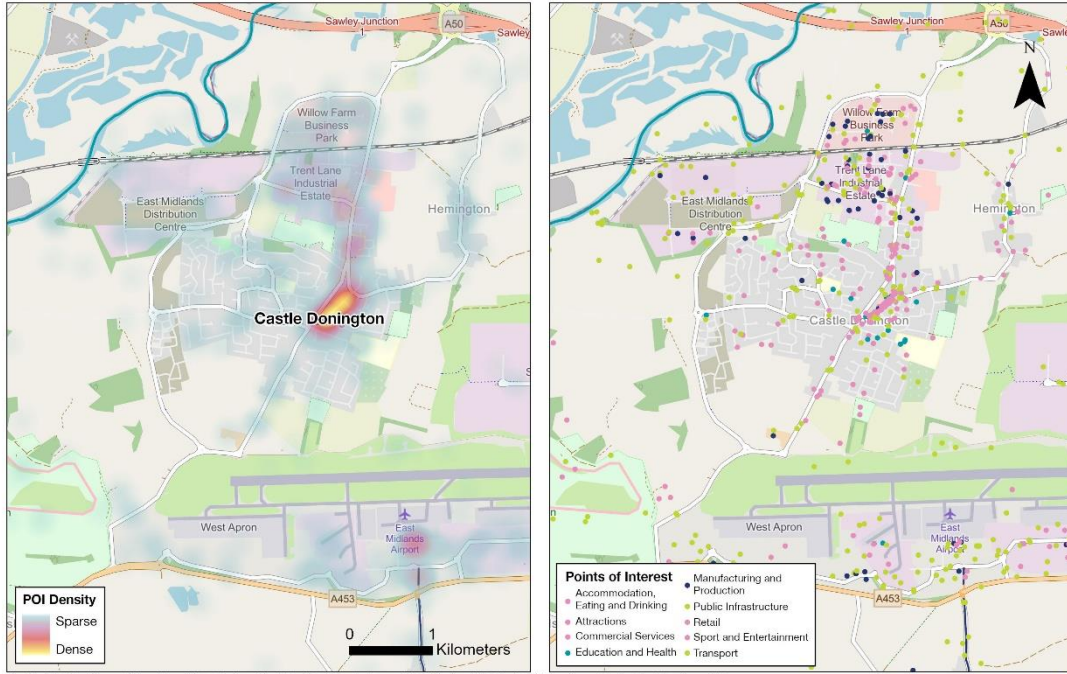 Sawley Junction
1
A50
Sawley
Willow Farm
Business
Park
Trent Lane
Industrial
Estate
East Midlands
Distribution
Centre
Hemington
Castle Donington
West Apron
East
Midlands
Airport
A453
POI Density
Sparse
Dense
0 1
Kilometers
Sawley Junction
1
A50
Sawle
N
Willow Farm
Business
Park
Trent Lane
Industrial
Estate
East Midlands
Distribution
Centre
Hemington
Castle Donington
West Apron
East
Midlands
Airport
A453
Points of Interest
Accommodation,
Eating and Drinking
Attractions
Commercial Services
Education and Health
Manufacturing and
Production
Public Infrastructure
Retail
Sport and Entertainment
Transport